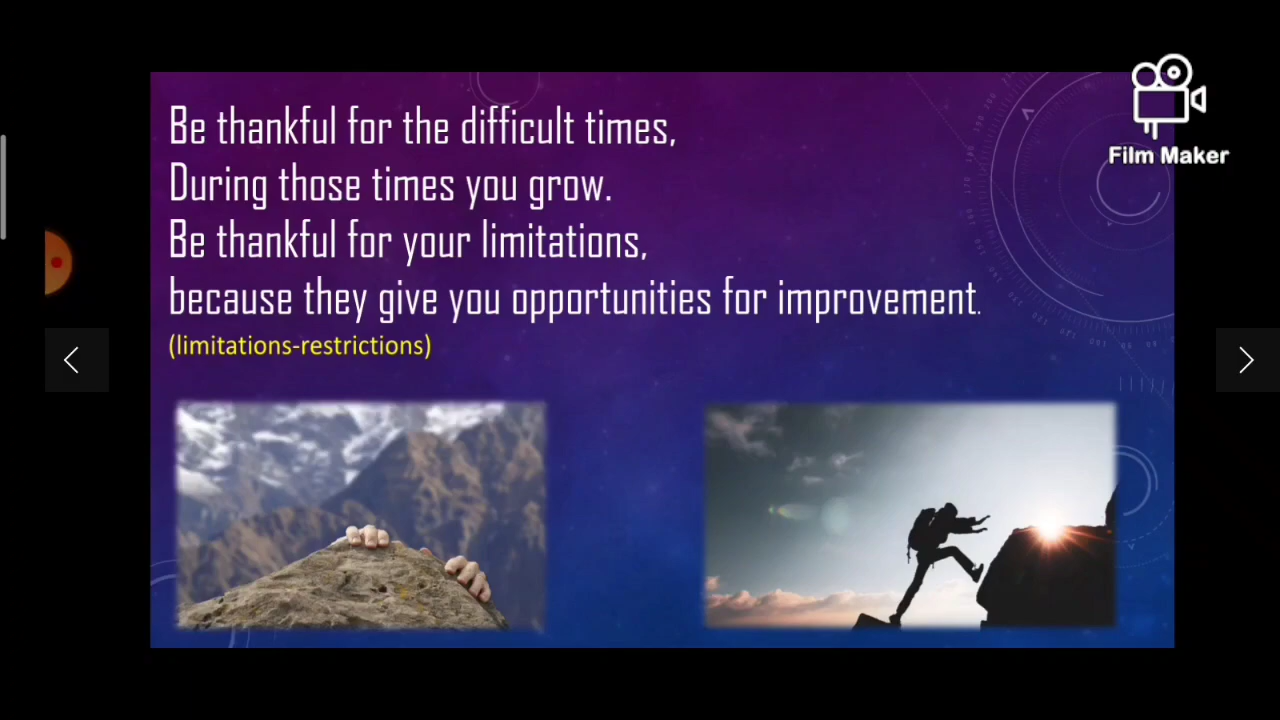 Be thankful for the difficult times,
During those times you grow.
Be thankful for your limitations,
because they give you opportunities for improvement.
(limitations-restrictions)
Film Maker